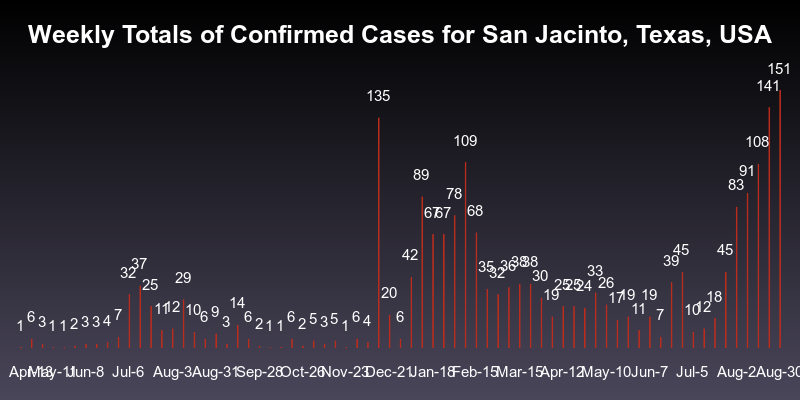 Weekly Totals of Confirmed Cases for San Jacinto, Texas, USA
1 6 3 1 1 2 3 3 4 7 32 37 25 11 12 29 10 6 9 3 14 6 2 1 1 6 2 5 3 5 1 6 4 135 20 6 42 89 67 67 78 109 68 35 32 36 38 38 30 19 25 25 24 33 26 17 19 11 19 7 39 45 10 12 18 45 83 91 108 141 151
Apr-13 May-11 Jun-8 Jul-6 Aug-3 Aug-31 Sep-28 Oct-26 Nov-23 Dec-21 Jan-18 Feb-15 Mar-15 Apr-12 May-10 Jun-7 Jul-5 Aug-2 Aug-30